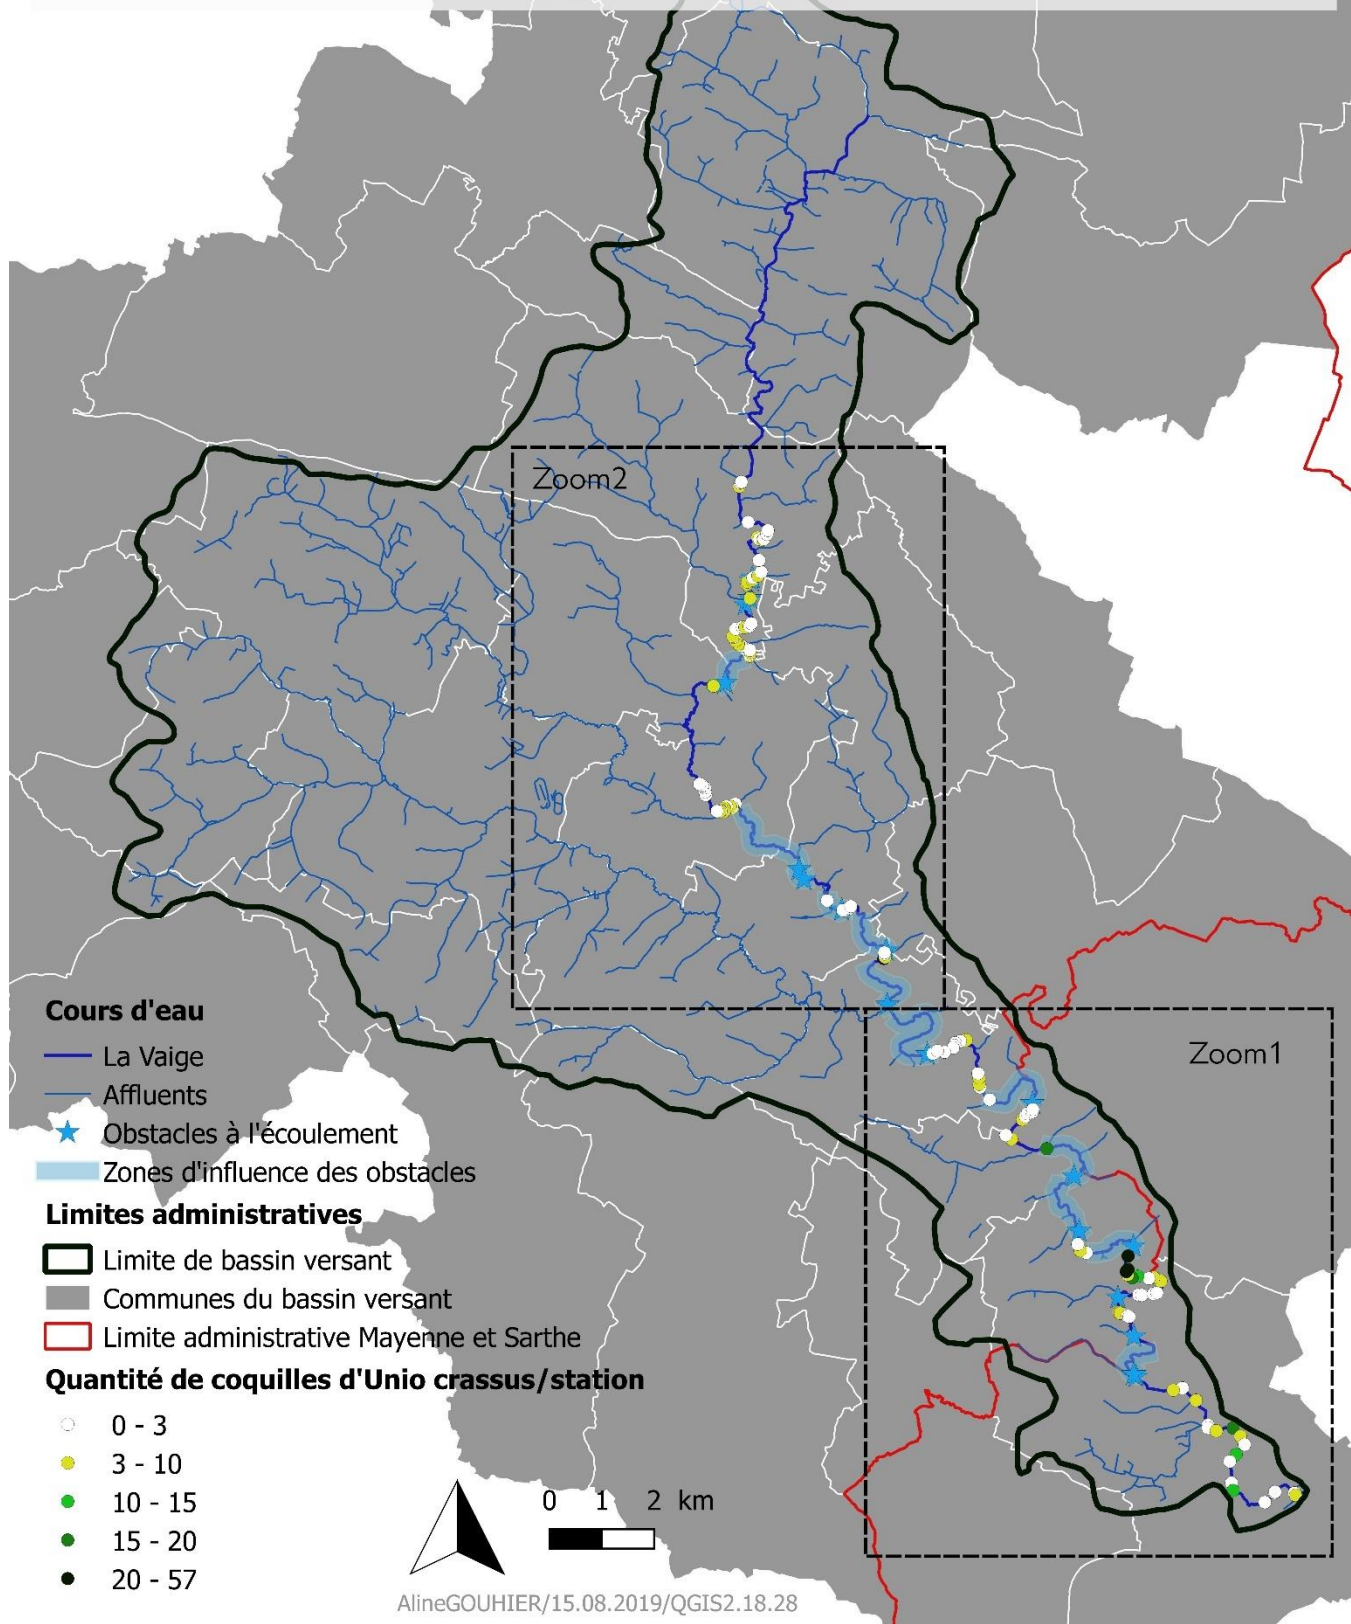 Zoom2
Zoom1
Cours d'eau
La Vaige
Affluents
Obstacles à l'écoulement
Zones d'influence des obstacles
Limites administratives
Limite de bassin versant
Communes du bassin versant
Limite administrative Mayenne et Sarthe
Quantité de coquilles d'Unio crassus/station
0 - 3
3 - 10
10 - 15
15 - 20
20 - 57
0 1 2 km
AlineGOUHIER/15.08.2019/QGIS2.18.28